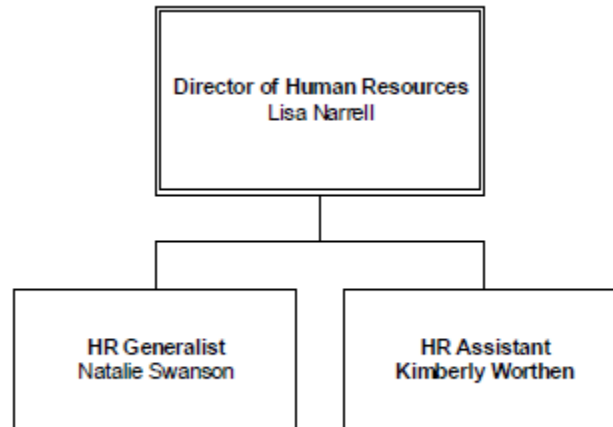 Director of Human Resources
Lisa Narrell
HR Generalist
Natalie Swanson
HR Assistant
Kimberly Worthen